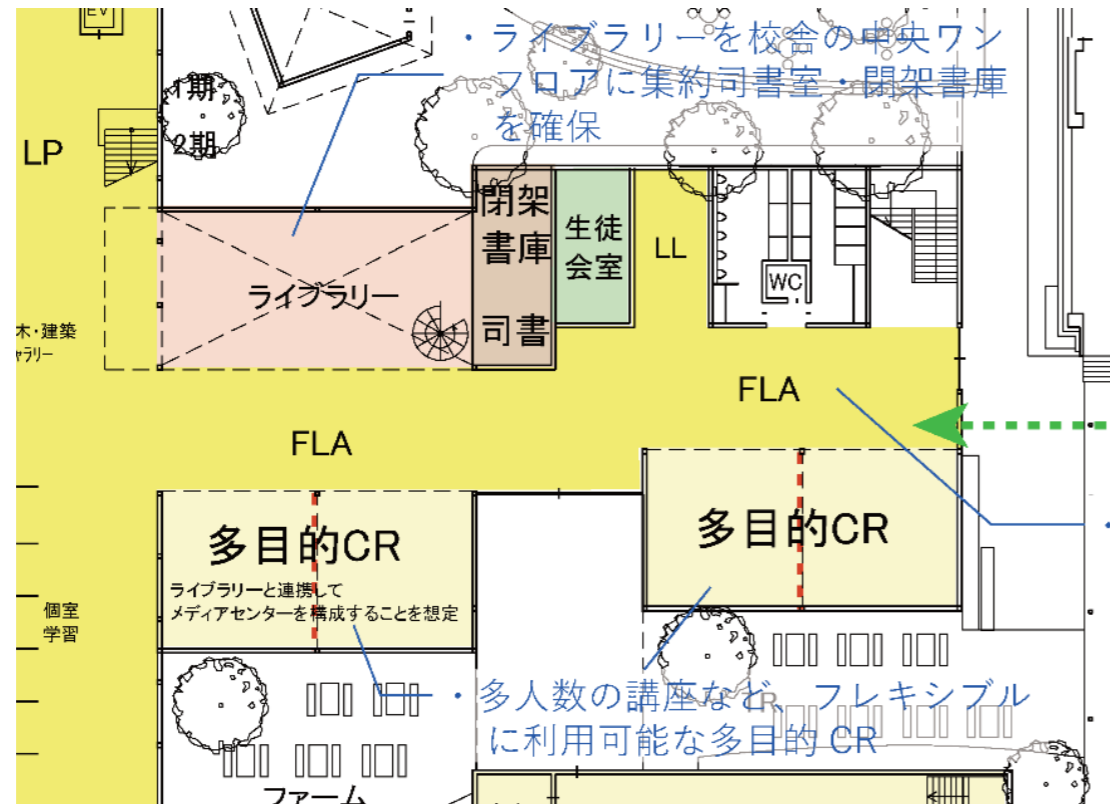 EV
・ライブラリーを校舎の中央ワン
フロアに集約司書室・閉架書庫
を確保
1期
2期
LP
閉架
書庫
司書
生徒
会室
LL
WC
ライブラリー
木・建築
ャラリー
FLA
FLA
多目的CR
ライブラリーと連携して
メディアセンターを構成することを想定
多目的CR
・
個室
学習
・多人数の講座など、フレキシブル
に利用可能な多目的 CR
ファーム